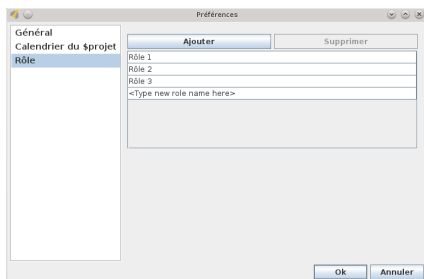 Préférences
Général
Calendrier du $projet
Rôle
Ajouter Supprimer
Rôle 1
Rôle 2
Rôle 3
<Type new role name here>
Ok Annuler